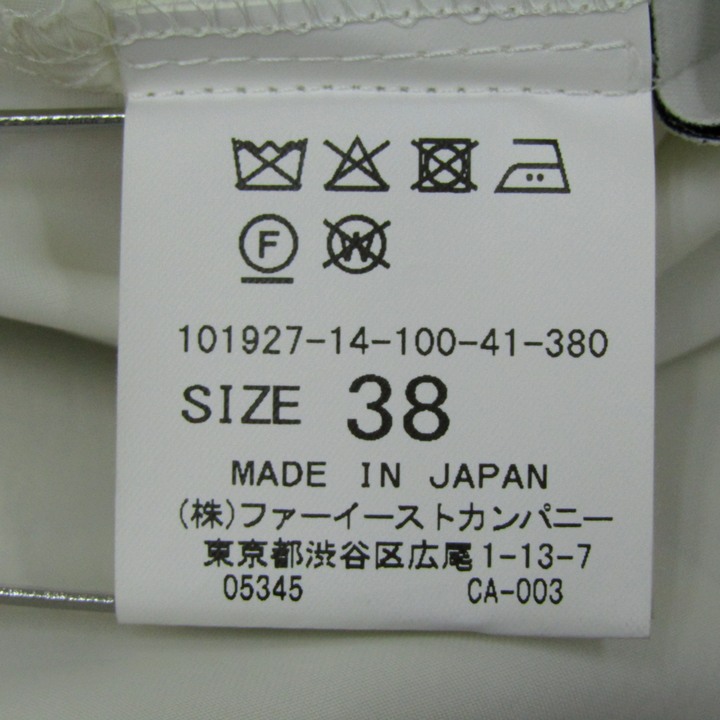 F W
101927-14-100-41-380
SIZE 38
MADE IN JAPAN
(株)ファーイーストカンパニー
東京都渋谷区広尾1-13-7
05345 CA-003